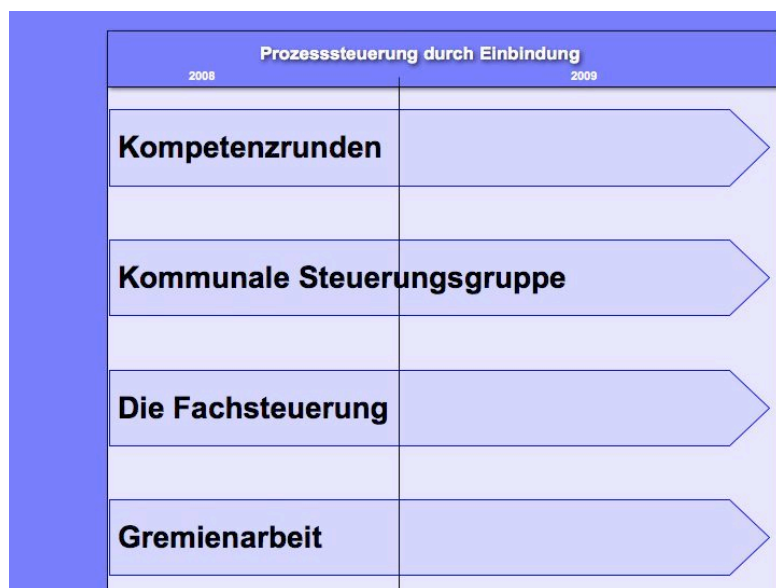 Prozesssteuerung durch Einbindung
2008 2009
Kompetenzrunden
Kommunale Steuerungsgruppe
Die Fachsteuerung
Gremienarbeit